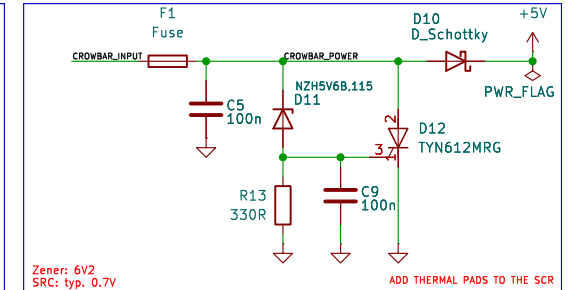 F1
Fuse
D10
D_Schottky
+5V
CROWBAR_INPUT
CROWBAR_POWER
PWR_FLAG
NZH5V6B,115
D11
C5
100n
2
D12
TYN612MRG
3
1
R13
330R
C9
100n
Zener: 6V2
SRC: typ. 0.7V
ADD THERMAL PADS TO THE SCR